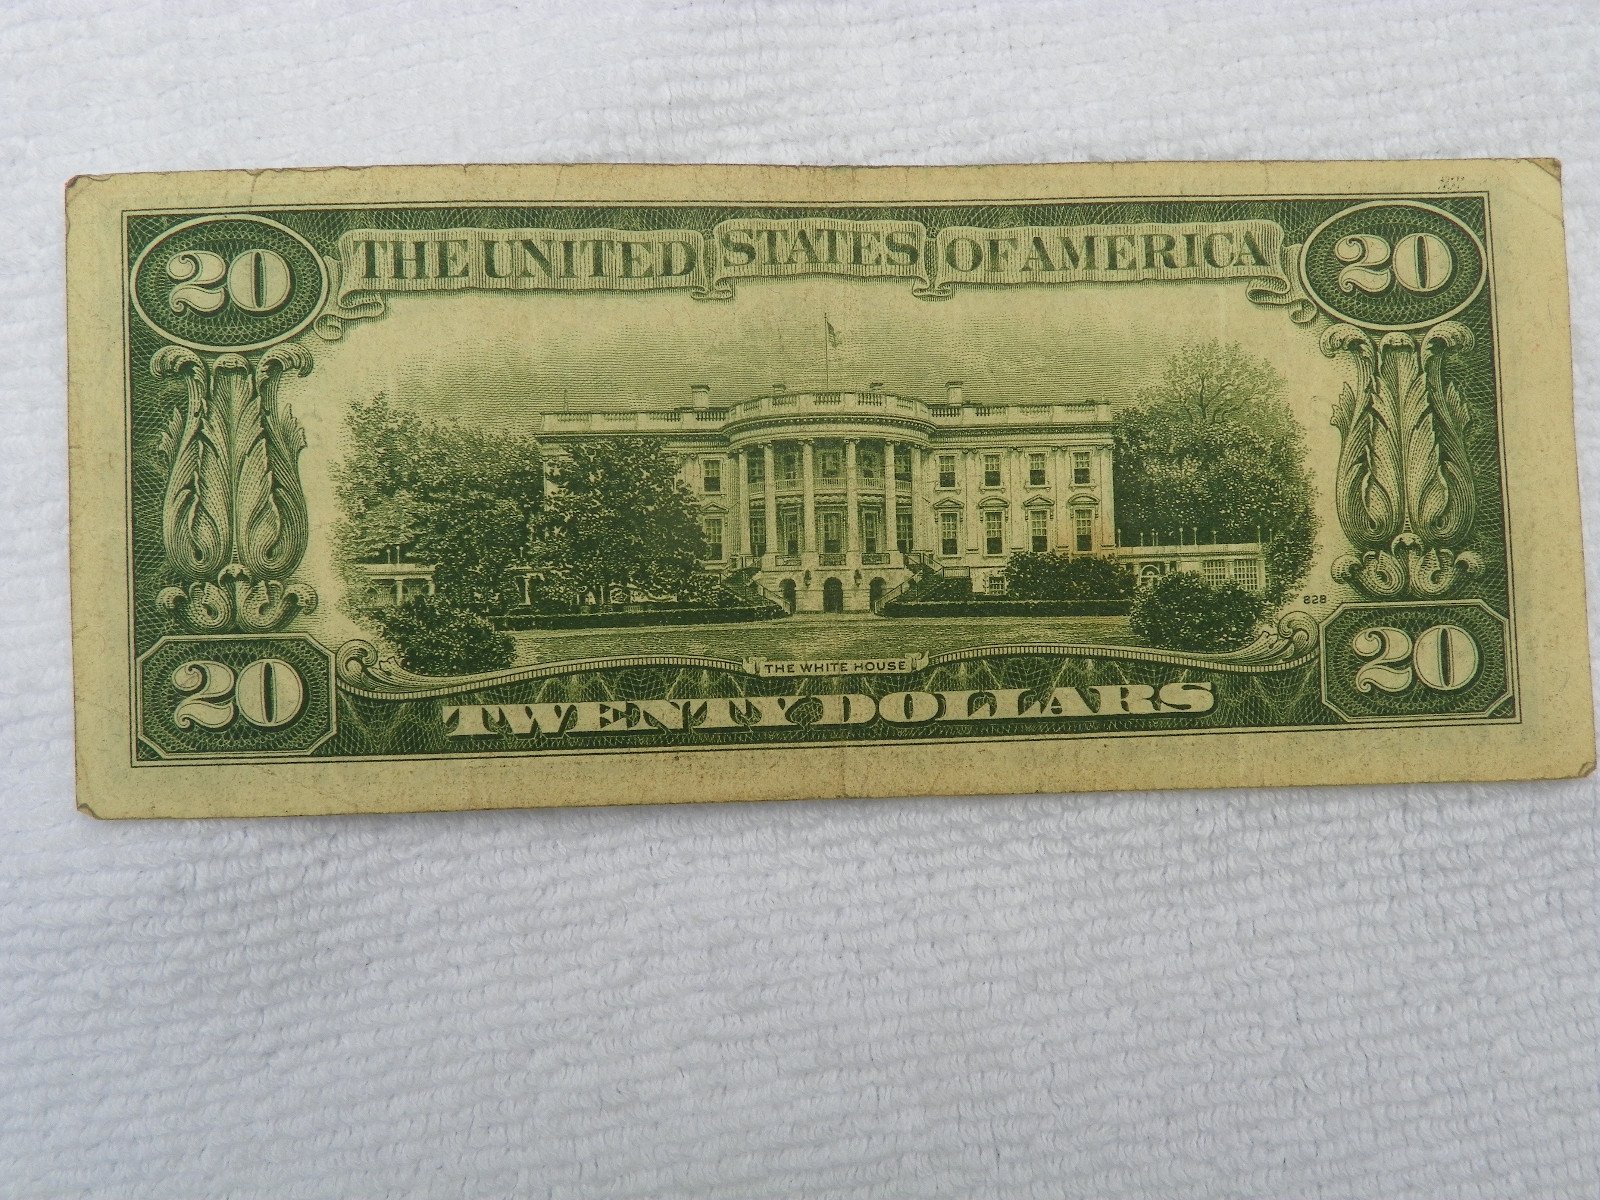 20 THE UNITED STATES OF AMERICA 20
828
THE WHITE HOUSE
20 TWENTY DOLLARS 20